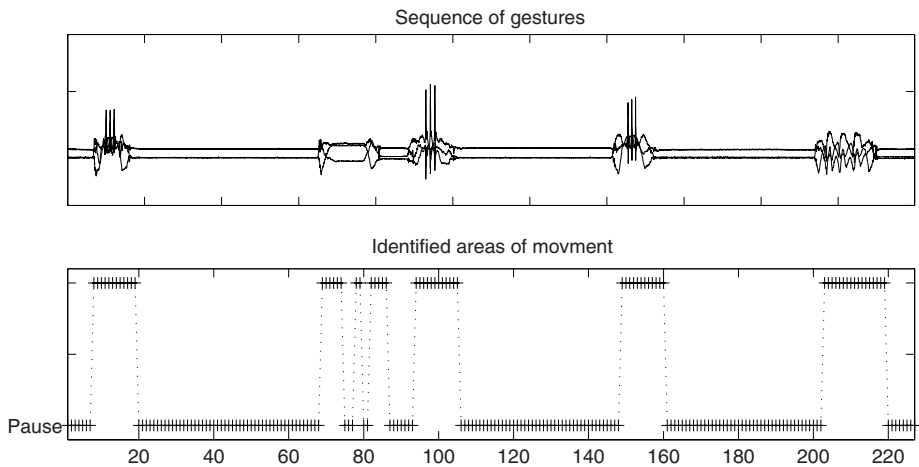 Sequence of gestures
Identified areas of movment
Pause
20 40 60 80 100 120 140 160 180 200 220